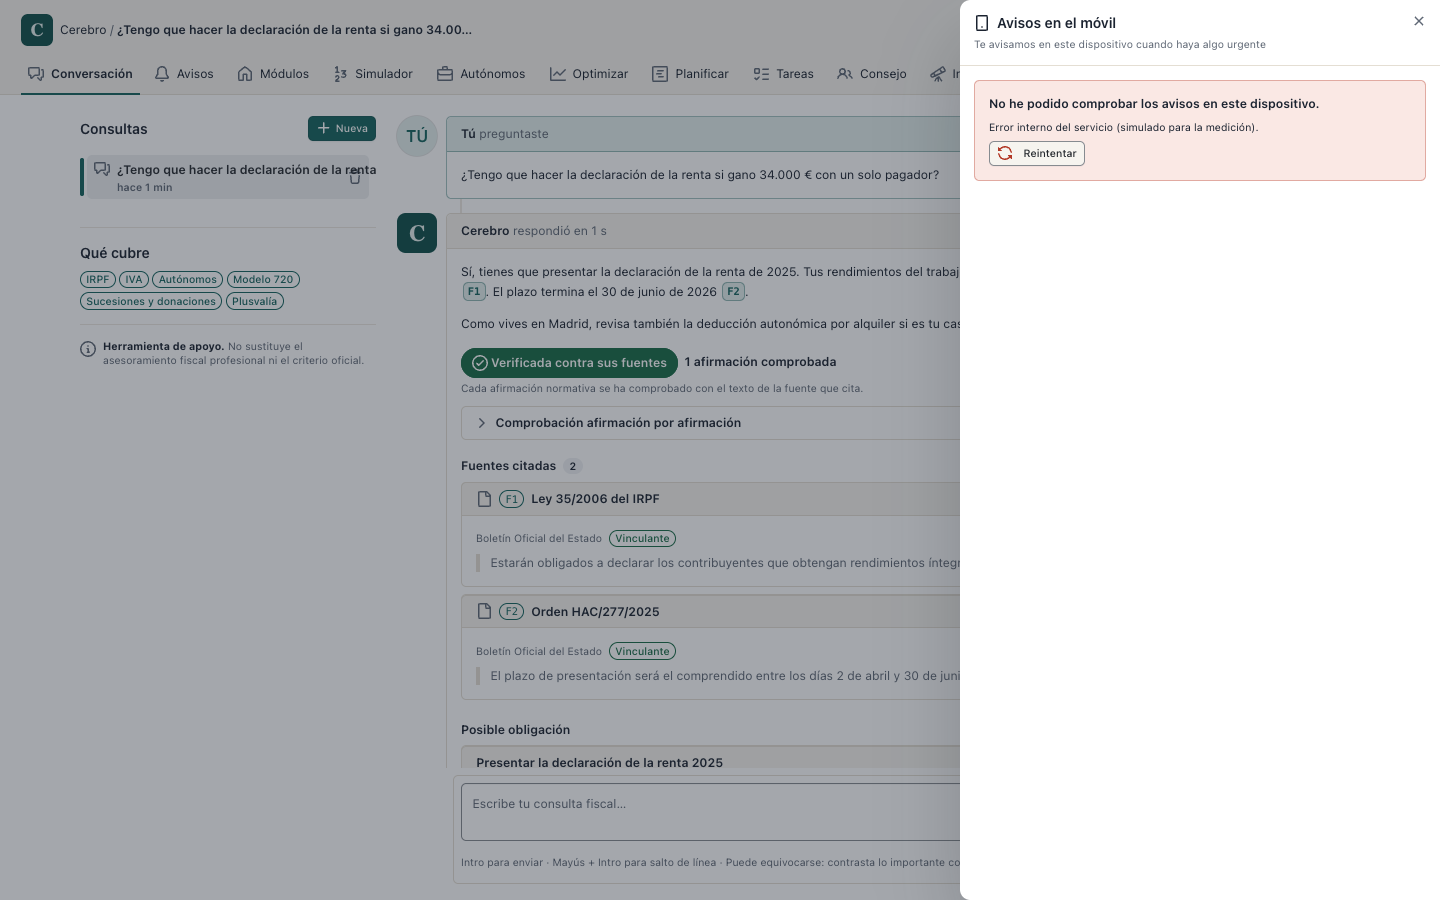 C
Cerebro / ¿Tengo que hacer la declaración de la renta si gano 34.00...
Conversación
Avisos
Módulos
Simulador
Autónomos
Optimizar
Planificar
Tareas
Consejo
Consultas
Nueva
¿Tengo que hacer la declaración de la renta
hace 1 min
Qué cubre
IRPF
IVA
Autónomos
Modelo 720
Sucesiones y donaciones
Plusvalía
Herramienta de apoyo. No sustituye el
asesoramiento fiscal profesional ni el criterio oficial.
TÚ
Tú preguntaste
¿Tengo que hacer la declaración de la renta si gano 34.000 € con un solo pagador?
C
Cerebro respondió en 1 s
Sí, tienes que presentar la declaración de la renta de 2025. Tus rendimientos del trabaj
F1. El plazo termina el 30 de junio de 2026 F2.
Como vives en Madrid, revisa también la deducción autonómica por alquiler si es tu cas
Verificada contra sus fuentes
1 afirmación comprobada
Cada afirmación normativa se ha comprobado con el texto de la fuente que cita.
Comprobación afirmación por afirmación
Fuentes citadas 2
F1 Ley 35/2006 del IRPF
Boletín Oficial del Estado Vinculante
Estarán obligados a declarar los contribuyentes que obtengan rendimientos íntegr
F2 Orden HAC/277/2025
Boletín Oficial del Estado Vinculante
El plazo de presentación será el comprendido entre los días 2 de abril y 30 de juni
Posible obligación
Presentar la declaración de la renta 2025
Escribe tu consulta fiscal...
Intro para enviar · Mayús + Intro para salto de línea · Puede equivocarse: contrasta lo importante co
Avisos en el móvil
Te avisamos en este dispositivo cuando haya algo urgente
No he podido comprobar los avisos en este dispositivo.
Error interno del servicio (simulado para la medición).
Reintentar